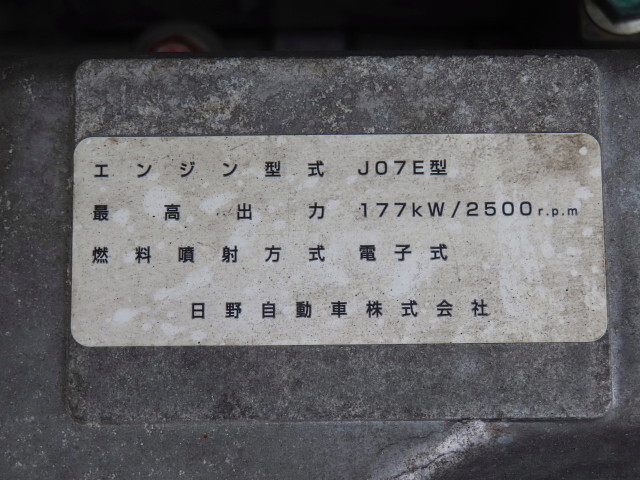 エンジン型式 J07E型
最高出力 177kW/2500r.p.m
燃料噴射方式 電子式
日野自動車株式会社